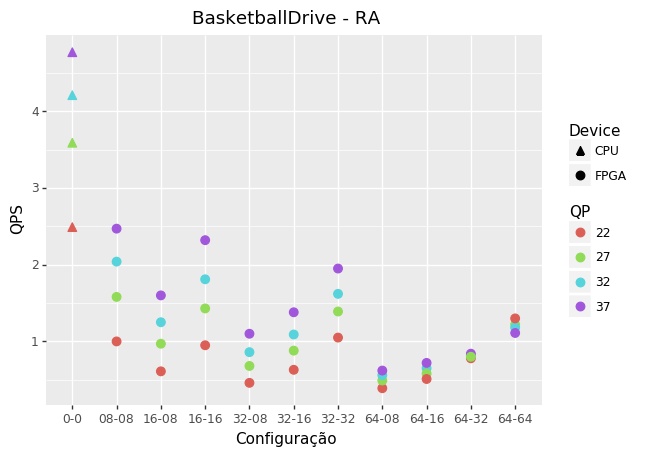 BasketballDrive - RA
QPS
4
3
2
1
0-0 08-08 16-08 16-16 32-08 32-16 32-32 64-08 64-16 64-32 64-64
Configuração
Device
CPU
FPGA
QP
22
27
32
37